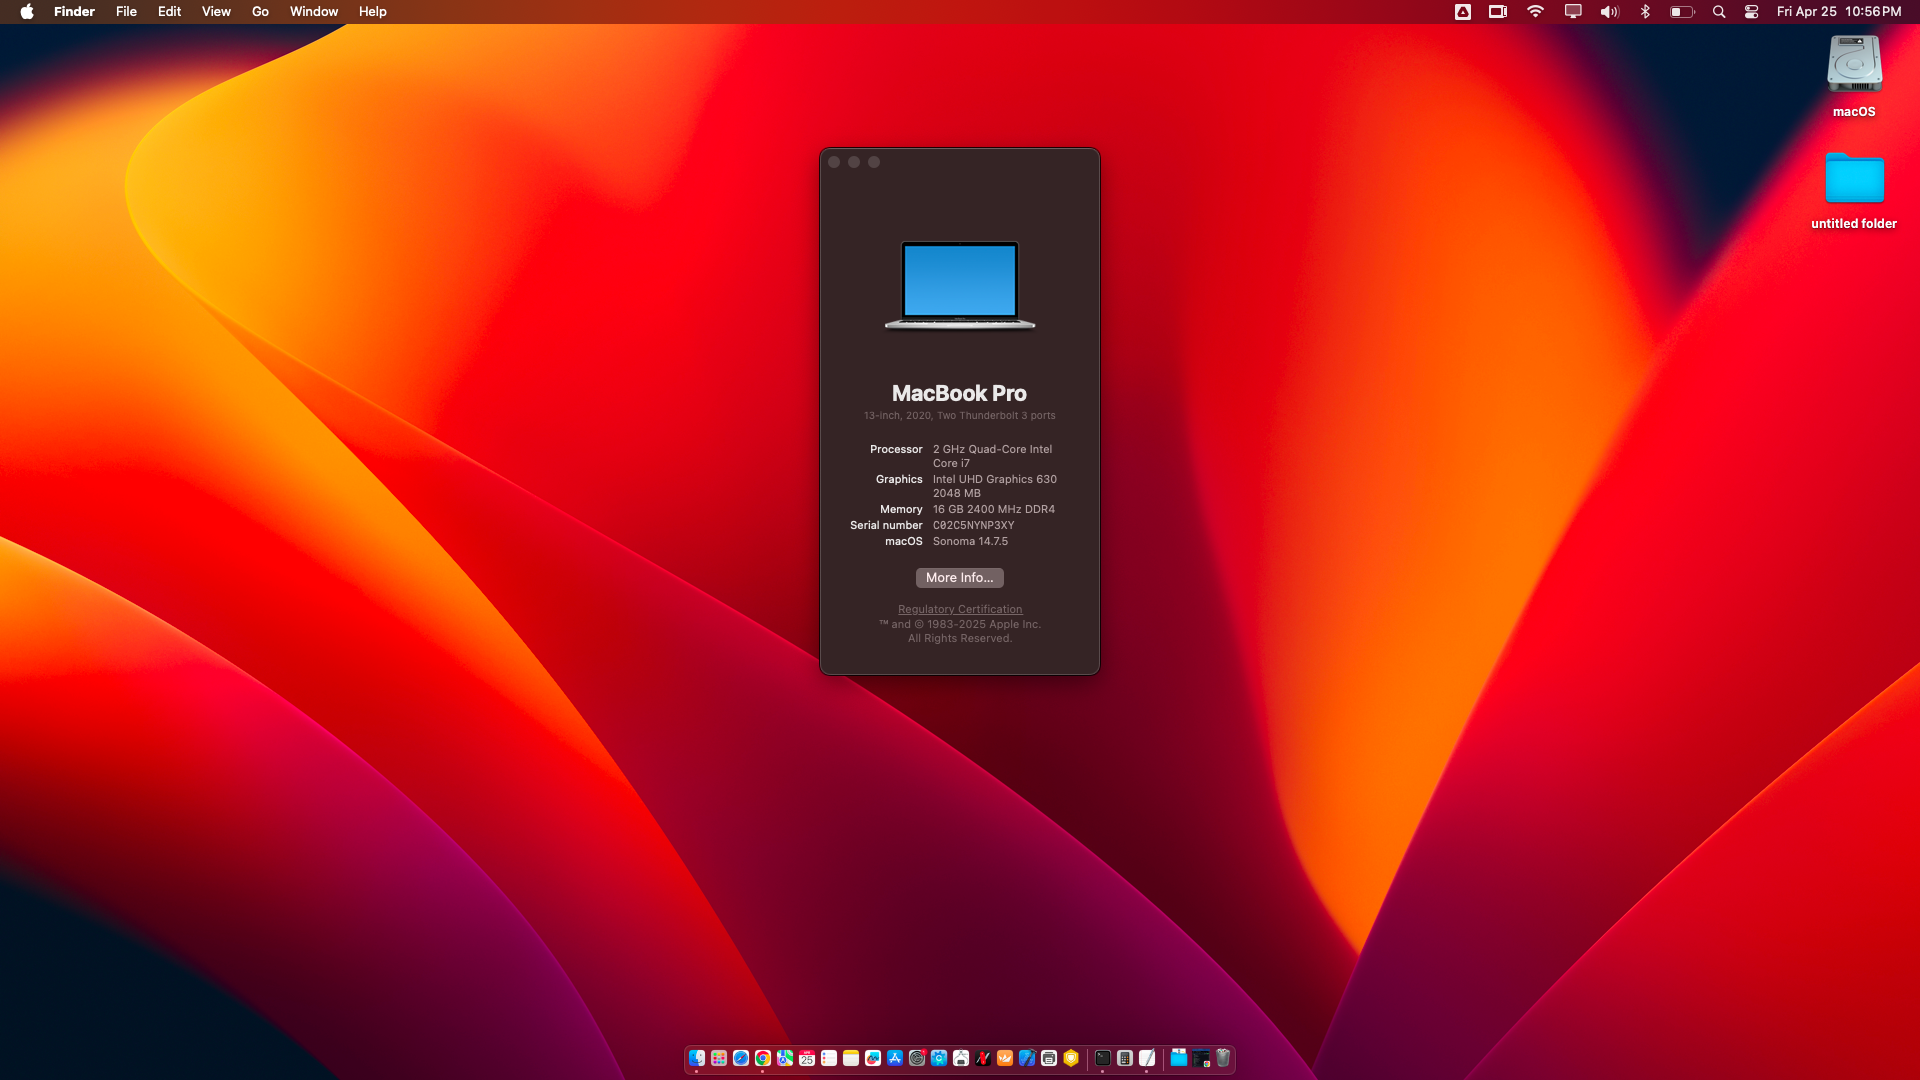 Finder File Edit View Go Window Help Fri Apr 25 10:56 PM
macOS
untitled folder
MacBook Pro
13-inch, 2020, Two Thunderbolt 3 ports
Processor 2 GHz Quad-Core Intel
Core i7
Graphics Intel UHD Graphics 630
2048 MB
Memory 16 GB 2400 MHz DDR4
Serial number C02C5NYNP3XY
macOS Sonoma 14.7.5
More Info...
Regulatory Certification
™ and © 1983-2025 Apple Inc.
All Rights Reserved.
25